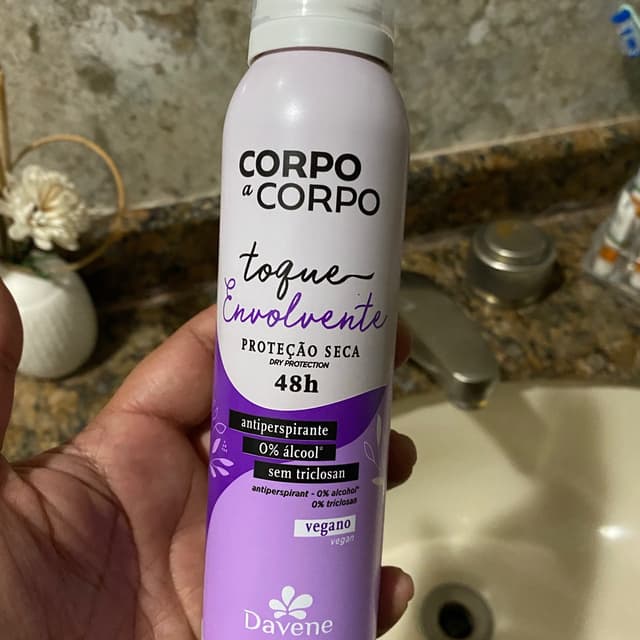 CORPO
a CORPO
toque
Envolvente
PROTEÇÃO SECA
DRY PROTECTION
48h
antiperspirante
0% álcool*
sem triclosan
antiperspirant - 0% alcohol*
0% triclosan
vegano
vegan
Davene